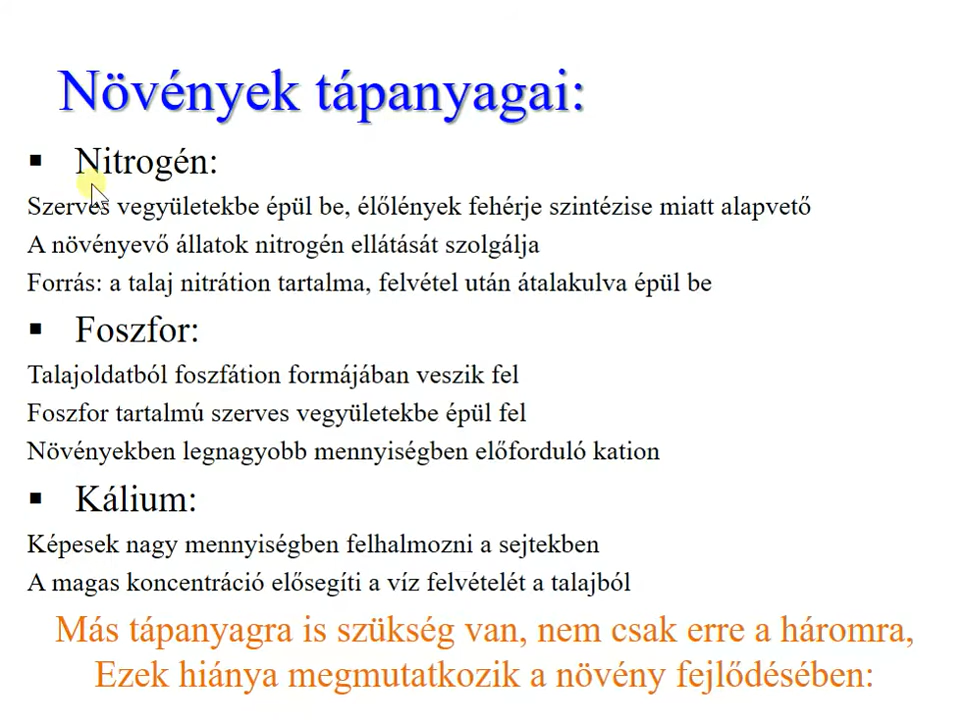 Növények tápanyagai:
▪ Nitrogén:
Szerves vegyületekbe épül be, élőlények fehérje szintézise miatt alapvető
A növényevő állatok nitrogén ellátását szolgálja
Forrás: a talaj nitrátion tartalma, felvétel után átalakulva épül be
▪ Foszfor:
Talajoldatból foszfátion formájában veszik fel
Foszfor tartalmú szerves vegyületekbe épül fel
Növényekben legnagyobb mennyiségben előforduló kation
▪ Kálium:
Képesek nagy mennyiségben felhalmozni a sejtekben
A magas koncentráció elősegíti a víz felvételét a talajból
Más tápanyagra is szükség van, nem csak erre a háromra,
Ezek hiánya megmutatkozik a növény fejlődésében: